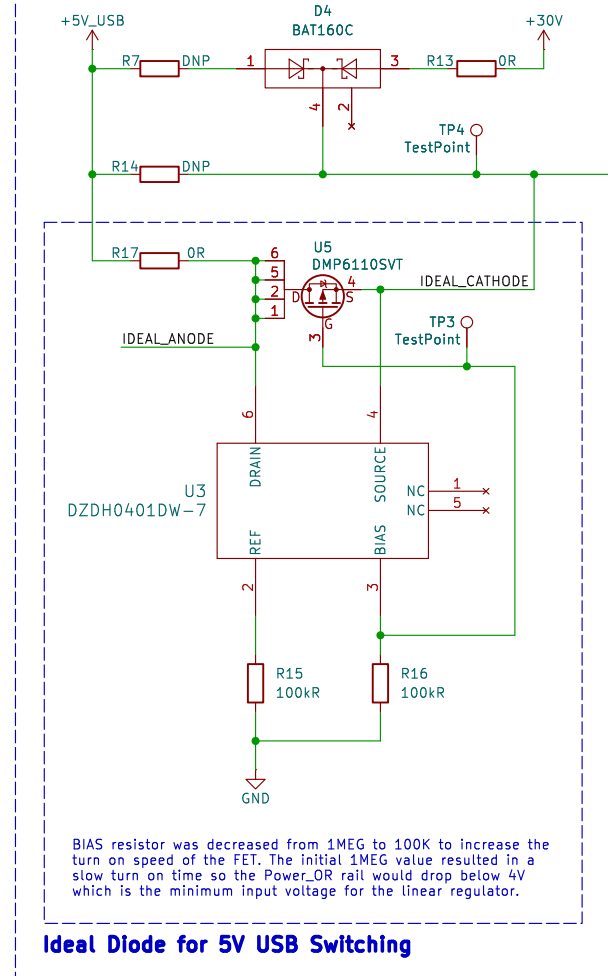 D4
BAT160C
+5V_USB
+30V
R7
DNP
1
3
R13
0R
4
2
TP4
TestPoint
R14
DNP
R17
0R
6
5
2
1
U5
DMP6110SVT
D
S
4
G
3
IDEAL_CATHODE
IDEAL_ANODE
TP3
TestPoint
6
4
DRAIN
SOURCE
U3
DZDH0401DW-7
NC
1
NC
5
REF
BIAS
2
3
R15
100kR
R16
100kR
GND
BIAS resistor was decreased from 1MEG to 100K to increase the
turn on speed of the FET. The initial 1MEG value resulted in a
slow turn on time so the Power_OR rail would drop below 4V
which is the minimum input voltage for the linear regulator.
Ideal Diode for 5V USB Switching